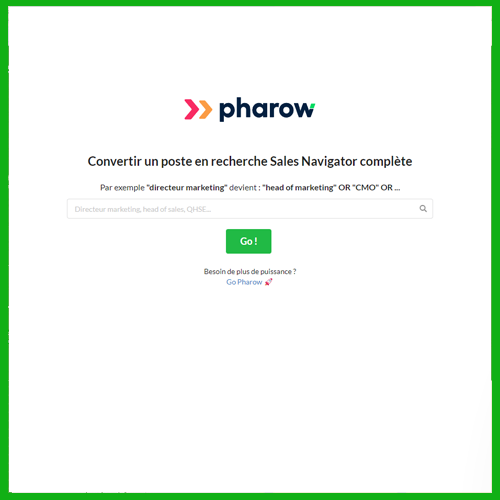 pharow
Convertir un poste en recherche Sales Navigator complète
Par exemple "directeur marketing" devient : "head of marketing" OR "CMO" OR ...
Directeur marketing, head of sales, QHSE...
Go !
Besoin de plus de puissance ?
Go Pharow 🚀